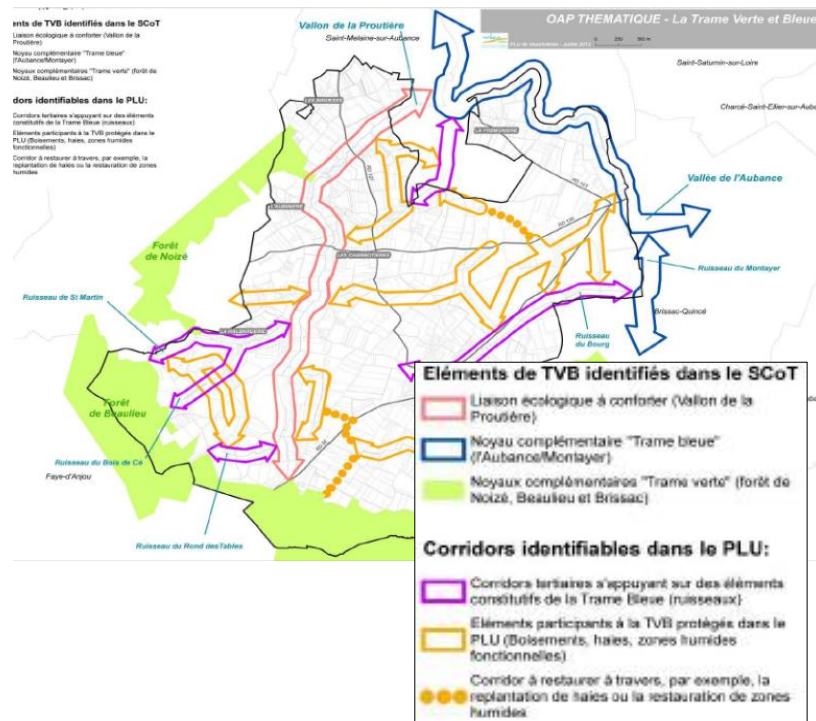 OAP THEMATIQUE - La Trame Verte et Bleue
ents de TVB identifiés dans le SCoT
Liaison écologique à conforter (Vallon de la
Proutière)
Noyau complémentaire "Trame bleue"
(l'Aubance/Montayer)
Noyaux complémentaires "Trame verte" (forêt de
Noizé, Beaulieu et Brissac)
dors identifiables dans le PLU:
Corridors tertiaires s'appuyant sur des éléments
constitutifs de la Trame Bleue (ruisseaux)
Eléments participants à la TVB protégés dans le
PLU (Boisements, haies, zones humides
fonctionnelles)
Corridor à restaurer à travers, par exemple, la
replantation de haies ou la restauration de zones
humides
Vallon de la Proutière
Saint-Melaine-sur-Aubance
Saint-Saturnin-sur-Loire
Charcé-Saint-Ellier-sur-Aube
Vallée de l'Aubance
Forêt
de Noizé
Ruisseau du Montayer
Ruisseau de St Martin
Brissac-Quincé
Ruisseau
du Bourg
Forêt
de Beaulieu
Ruisseau du Bois de Cé
Faye-d'Anjou
Ruisseau du Rond desTables
Eléments de TVB identifiés dans le SCoT
Liaison écologique à conforter (Vallon de la
Proutière)
Noyau complémentaire "Trame bleue"
(l'Aubance/Montayer)
Noyaux complémentaires "Trame verte" (forêt de
Noizé, Beaulieu et Brissac)
Corridors identifiables dans le PLU:
Corridors tertiaires s'appuyant sur des éléments
constitutifs de la Trame Bleue (ruisseaux)
Eléments participants à la TVB protégés dans le
PLU (Boisements, haies, zones humides
fonctionnelles)
Corridor à restaurer à travers, par exemple, la
replantation de haies ou la restauration de zones
humides